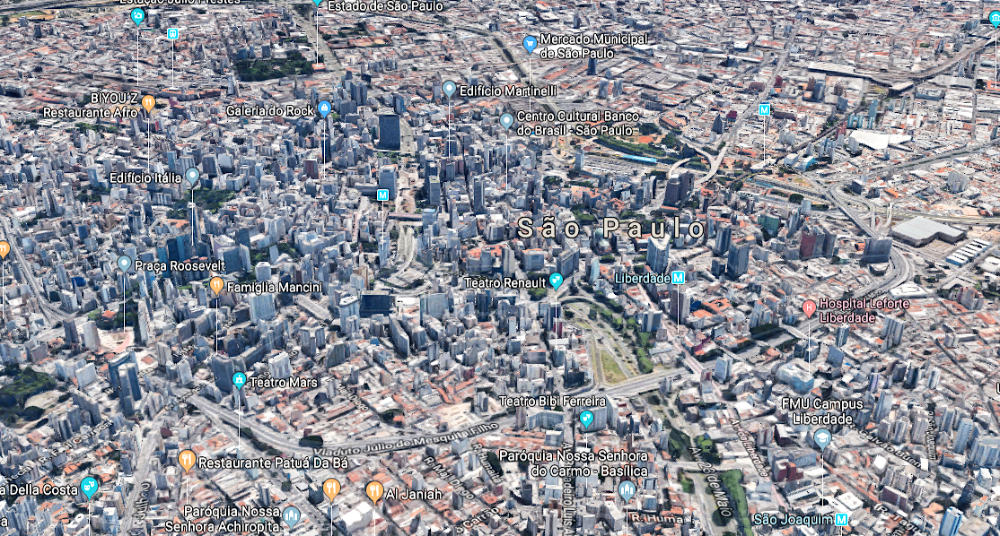 Estação Júlio Prestes
Estado de São Paulo
Mercado Municipal
de São Paulo
BIYOU'Z
Restaurante Afro
Galeria do Rock
Edifício Martinelli
Centro Cultural Banco
do Brasil - São Paulo
M
Edifício Itália
M
São Paulo
Praça Roosevelt
Famiglia Mancini
Teatro Renault
Liberdade M
H
Hospital Leforte
Liberdade
Teatro Mars
Teatro Bibi Ferreira
FMU Campus
Liberdade
Viaduto Júlio de Mesquita Filho
Restaurante Patuá Da Bá
Paróquia Nossa Senhora
do Carmo - Basílica
a Della Costa
Al Janiah
Paróquia Nossa
Senhora Achiropita
R. Huma
São Joaquim M